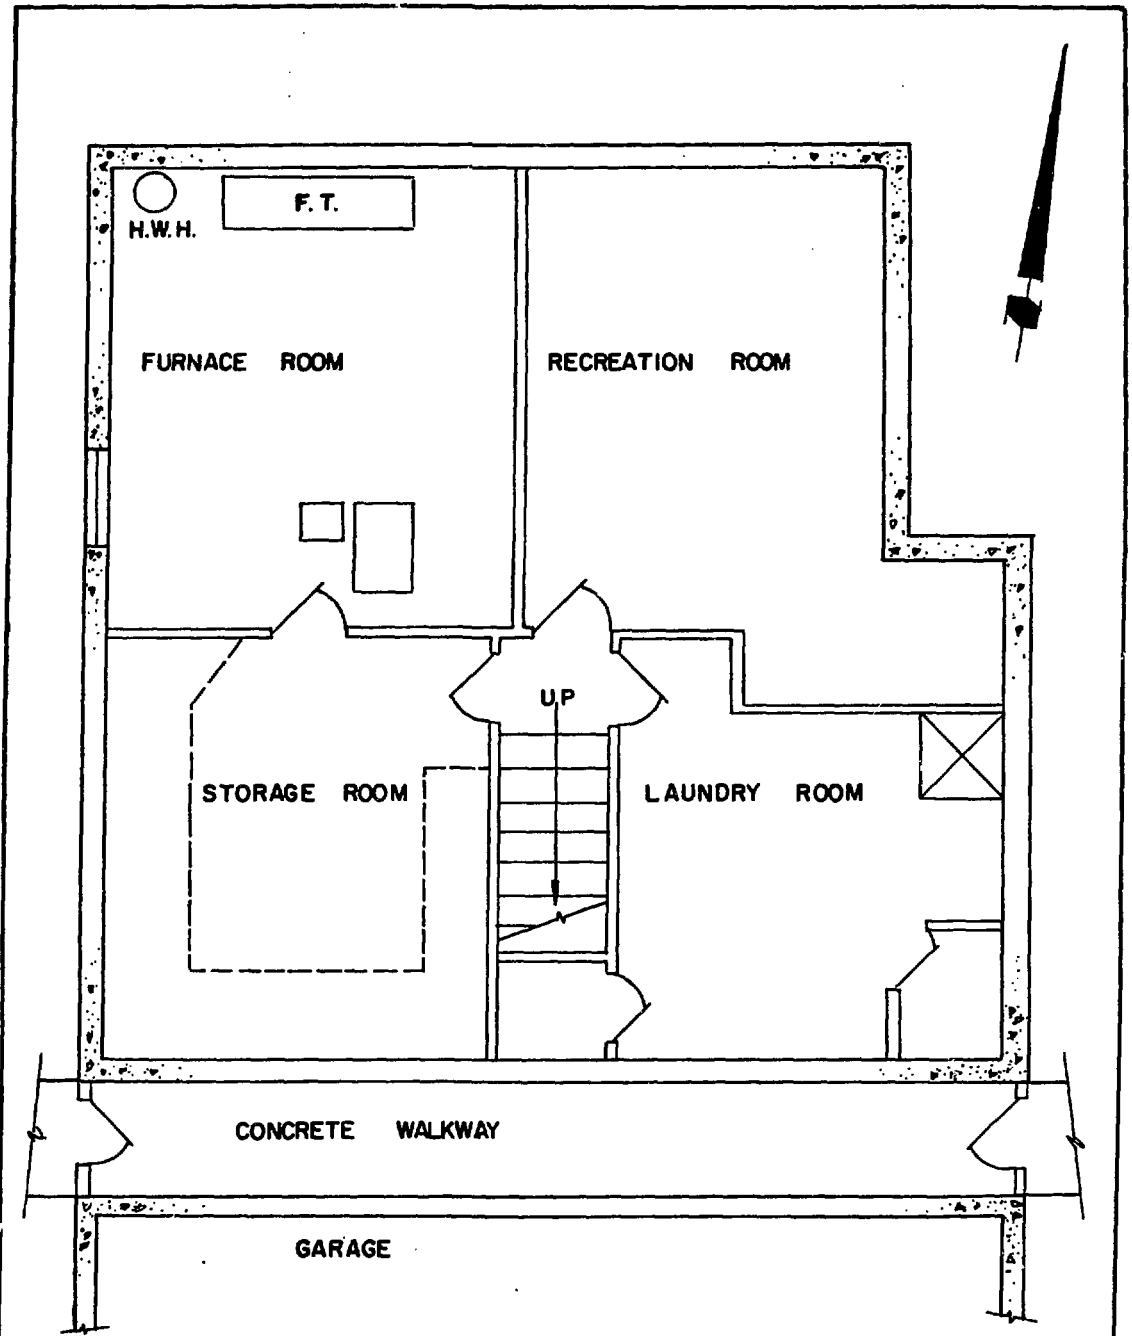 F. T.
H.W.H.
FURNACE ROOM
RECREATION ROOM
UP
STORAGE ROOM
LAUNDRY ROOM
CONCRETE WALKWAY
GARAGE